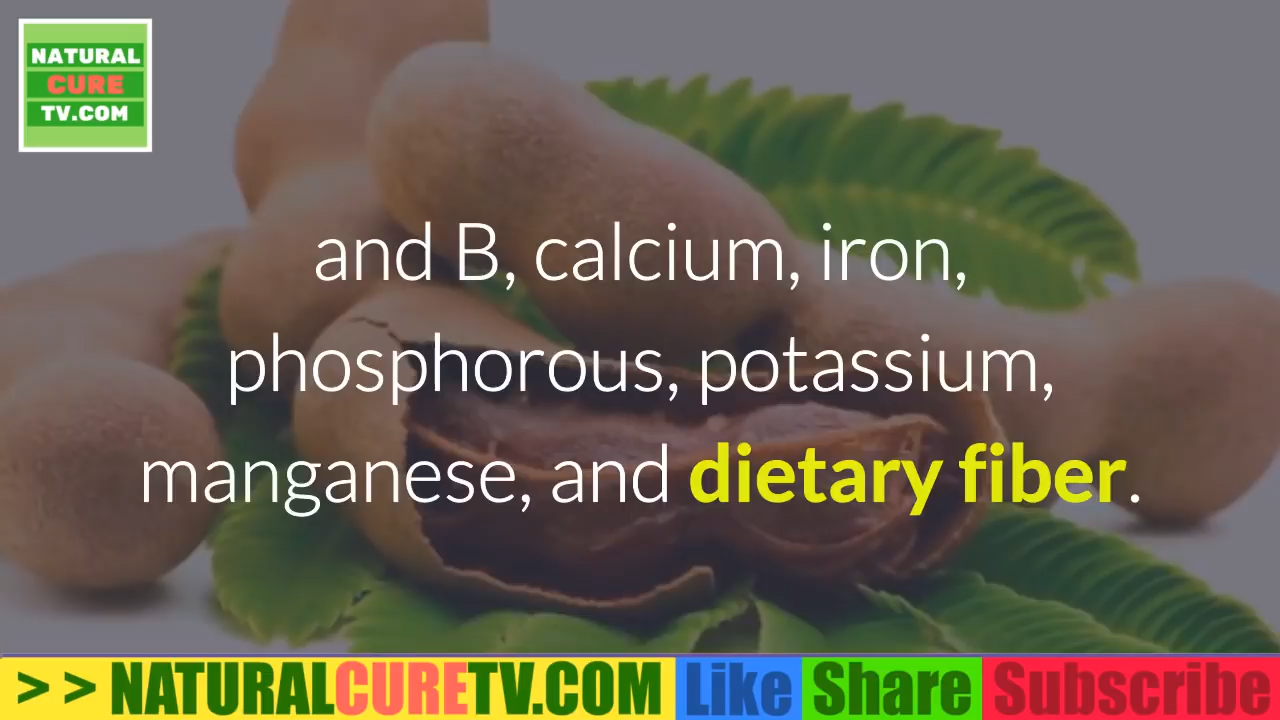 NATURAL
CURE
TV.COM
and B, calcium, iron,
phosphorous, potassium,
manganese, and dietary fiber.
> > NATURALCURETV.COM Like Share Subscribe